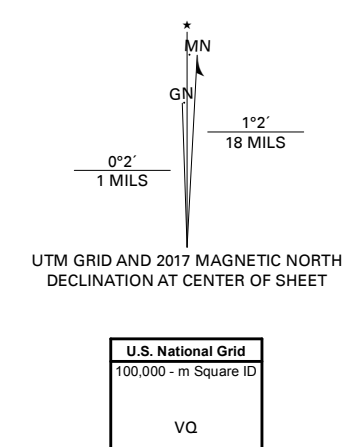 ★
MN
GN
1°2´
18 MILS
0°2´
1 MILS
UTM GRID AND 2017 MAGNETIC NORTH
DECLINATION AT CENTER OF SHEET
U.S. National Grid
100,000 - m Square ID
VQ